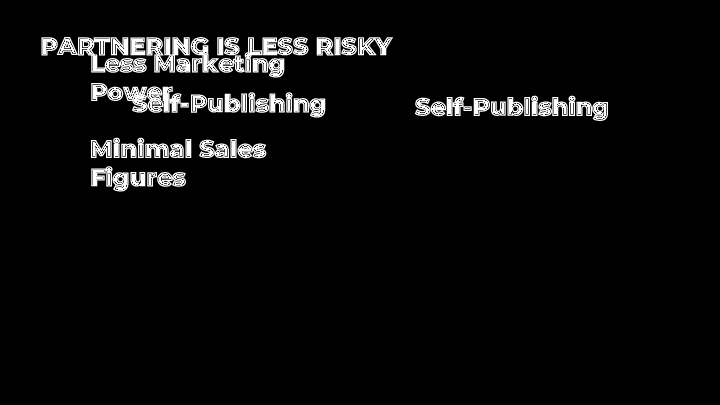 PARTNERING IS LESS RISKY
Less Marketing
Power
Self-Publishing
Self-Publishing
Minimal Sales
Figures